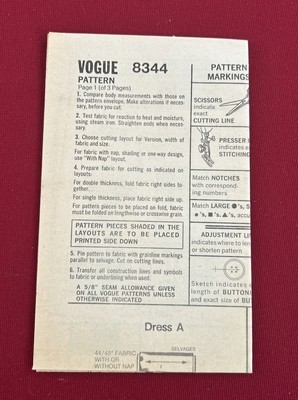 VOGUE 8344
PATTERN
Page 1 (of 3 Pages)
1. Compare body measurements with those on
the pattern envelope. Make alterations if neces-
sary, before you cut.
2. Test fabric for reaction to heat and moisture,
using steam iron. Straighten ends when neces-
sary.
3. Choose cutting layout for Version, width of
fabric and size.
For fabric with nap, shading or one-way design,
use "With Nap" layout.
4. Prepare fabric for cutting as indicated on
layouts:
For double thickness, fold fabric right sides to-
gether.
For single thickness, place fabric right side up.
For pattern pieces to be placed on fold, fabric
must be folded on lengthwise or crosswise grain.
PATTERN PIECES SHADED IN THE
LAYOUTS ARE TO BE PLACED
PRINTED SIDE DOWN
5. Pin pattern to fabric with grainline markings
parallel to selvage. Cut on cutting lines.
6. Transfer all construction lines and symbols
to fabric or underlining when used.
A 5/8" SEAM ALLOWANCE GIVEN
ON ALL VOGUE PATTERNS UNLESS
OTHERWISE INDICATED
Dress A
44/45" FABRIC
WITH OR
WITHOUT NAP
SELVAGES
PATTERN
MARKINGS
SCISSORS
indicate
exact
CUTTING LINE
PRESSER
indicates
STITCHING
Match NOTCHES
with correspond-
ing numbers
Match LARGE ●'s,
●'s, ■'s, ▲'s, accu
ADJUSTMENT LI
indicates where to len
or shorten pattern
Sketch indicates
length of BUTTON
and exact size of BUT